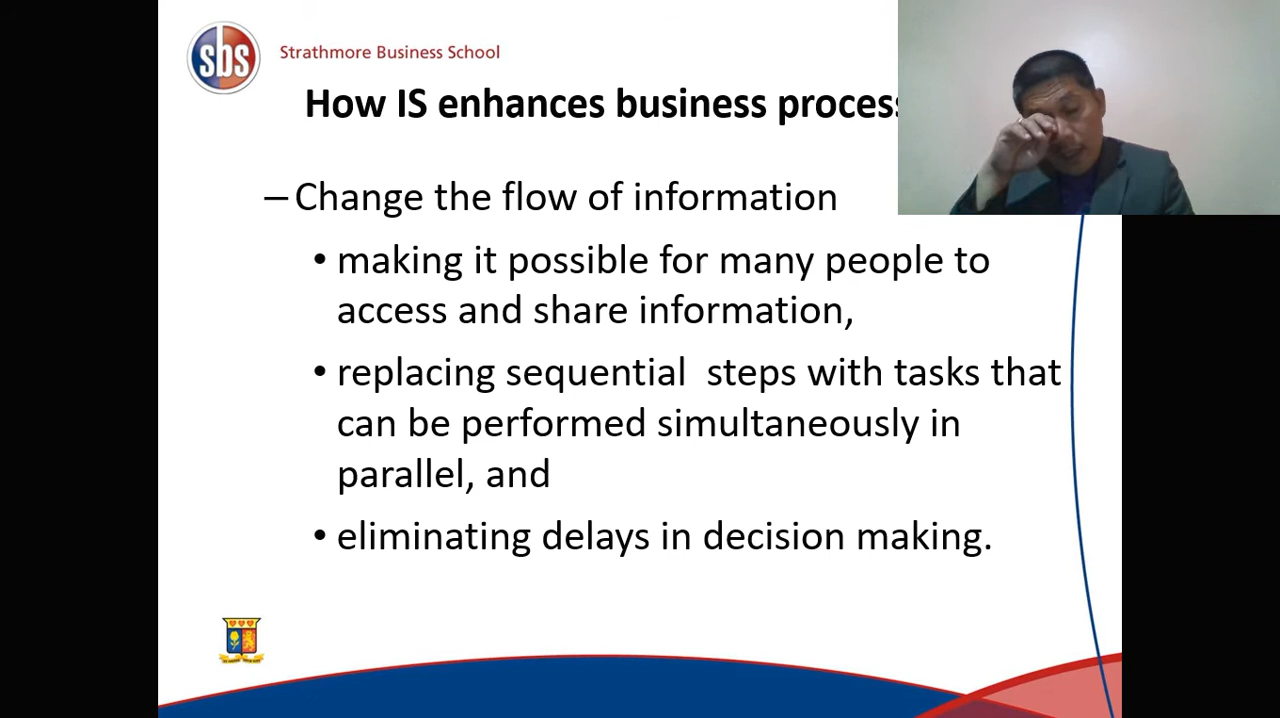 sbs
Strathmore Business School
How IS enhances business process
– Change the flow of information
• making it possible for many people to
access and share information,
• replacing sequential  steps with tasks that
can be performed simultaneously in
parallel, and
• eliminating delays in decision making.